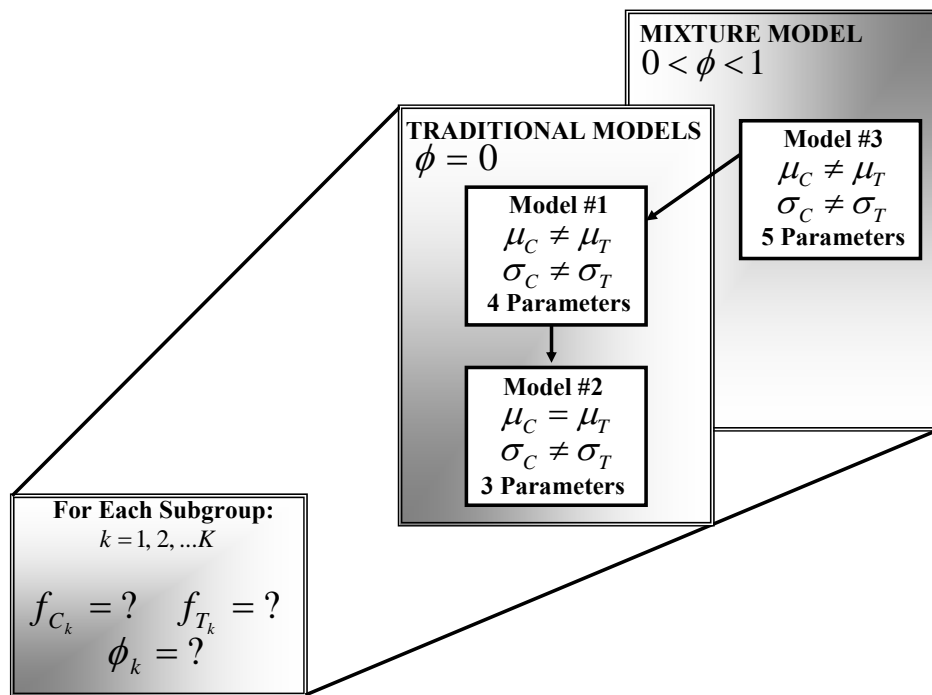 MIXTURE MODEL
0 < ϕ < 1
Model #3
μ_C ≠ μ_T
σ_C ≠ σ_T
5 Parameters
TRADITIONAL MODELS
ϕ = 0
Model #1
μ_C ≠ μ_T
σ_C ≠ σ_T
4 Parameters
Model #2
μ_C = μ_T
σ_C ≠ σ_T
3 Parameters
For Each Subgroup:
k = 1, 2, ...K
f_{C_k} = ? f_{T_k} = ?
ϕ_k = ?